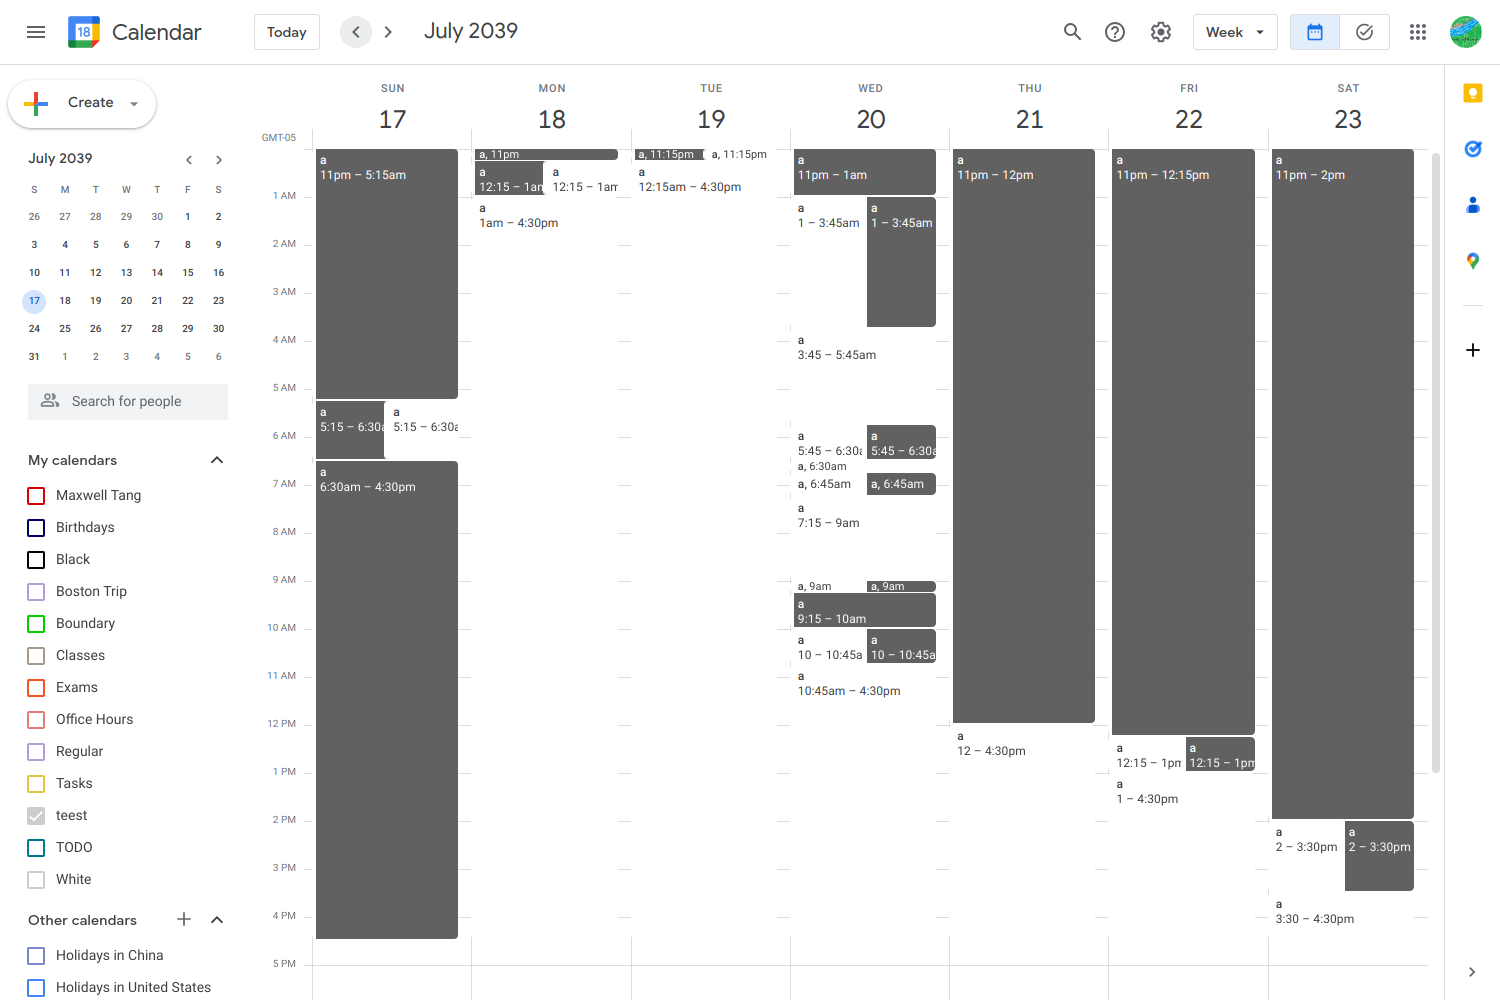 18 Calendar Today July 2039 Week
Create
July 2039
S M T W T F S
26 27 28 29 30 1 2
3 4 5 6 7 8 9
10 11 12 13 14 15 16
17 18 19 20 21 22 23
24 25 26 27 28 29 30
31 1 2 3 4 5 6
Search for people
My calendars
Maxwell Tang
Birthdays
Black
Boston Trip
Boundary
Classes
Exams
Office Hours
Regular
Tasks
teest
TODO
White
Other calendars
Holidays in China
Holidays in United States
SUN MON TUE WED THU FRI SAT
17 18 19 20 21 22 23
GMT-05
1 AM
2 AM
3 AM
4 AM
5 AM
6 AM
7 AM
8 AM
9 AM
10 AM
11 AM
12 PM
1 PM
2 PM
3 PM
4 PM
5 PM
a
11pm – 5:15am
a
5:15 – 6:30a
a
5:15 – 6:30a
a
6:30am – 4:30pm
a, 11pm
a
12:15 – 1am
a
12:15 – 1am
a
1am – 4:30pm
a, 11:15pm
a, 11:15pm
a
12:15am – 4:30pm
a
11pm – 1am
a
1 – 3:45am
a
1 – 3:45am
a
3:45 – 5:45am
a
5:45 – 6:30a
a
5:45 – 6:30a
a, 6:30am
a, 6:45am
a, 6:45am
a
7:15 – 9am
a, 9am
a, 9am
a
9:15 – 10am
a
10 – 10:45a
a
10 – 10:45a
a
10:45am – 4:30pm
a
11pm – 12pm
a
12 – 4:30pm
a
11pm – 12:15pm
a
12:15 – 1pm
a
12:15 – 1pm
a
1 – 4:30pm
a
11pm – 2pm
a
2 – 3:30pm
a
2 – 3:30pm
a
3:30 – 4:30pm